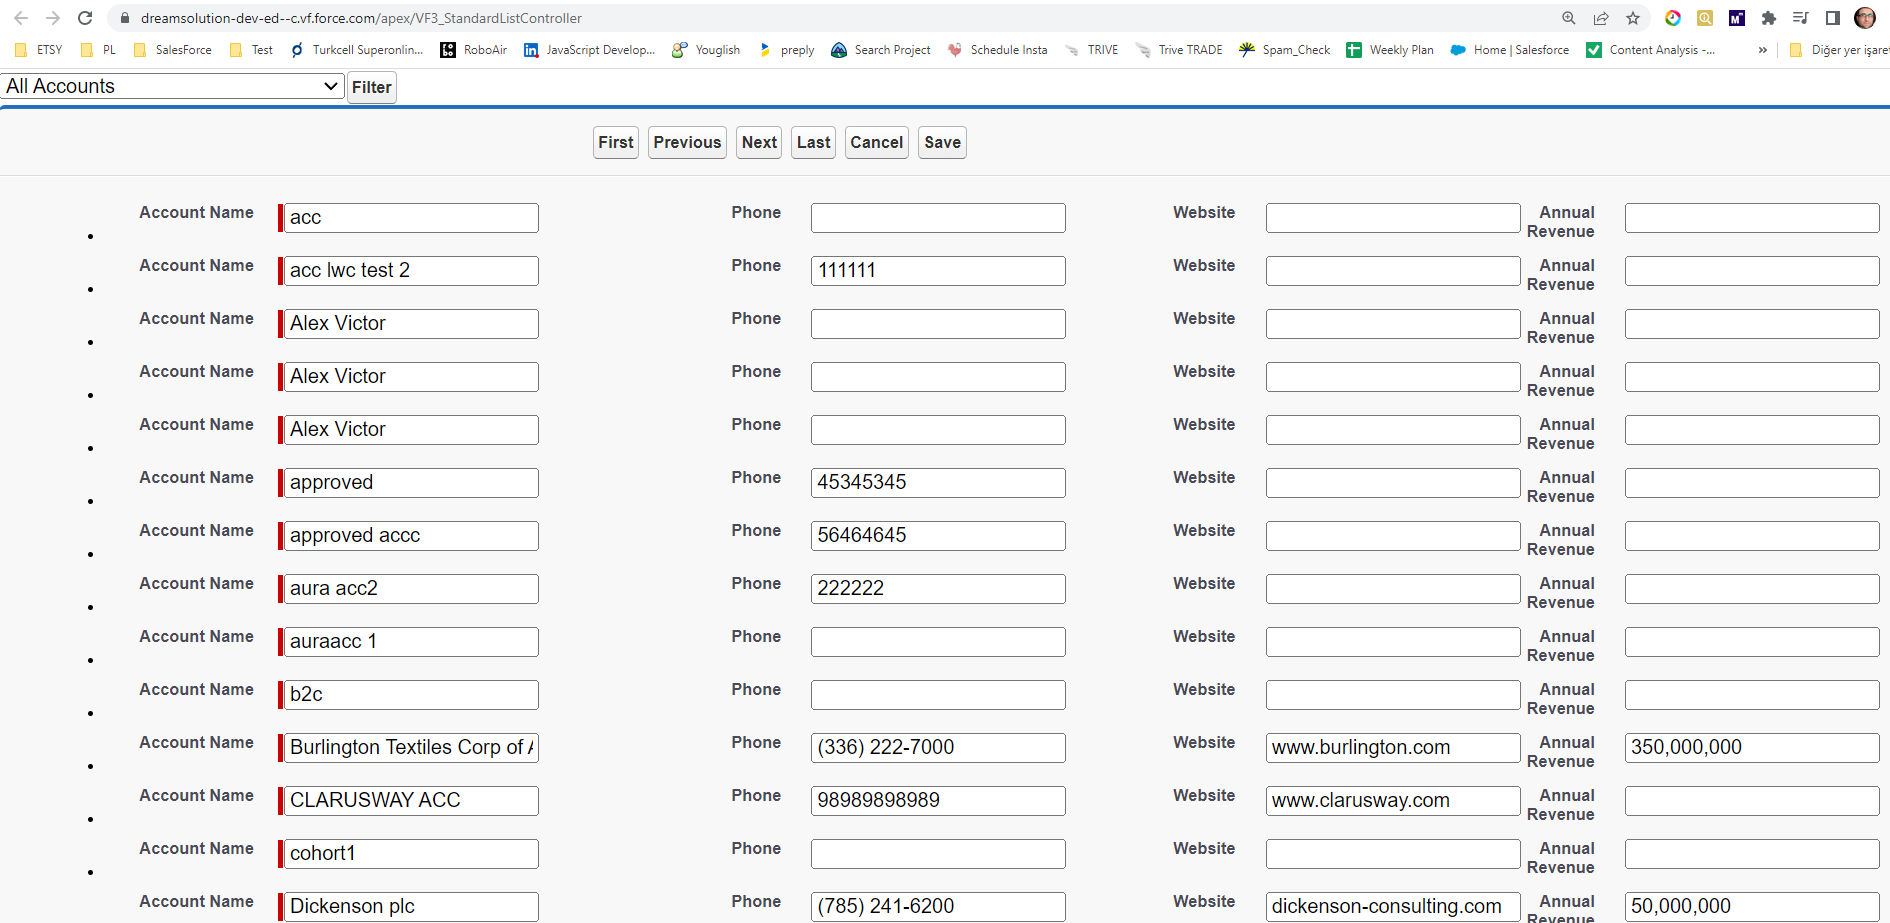 dreamsolution-dev-ed--c.vf.force.com/apex/VF3_StandardListController
ETSY PL SalesForce Test Turkcell Superonlin... RoboAir JavaScript Develop... Youglish preply Search Project Schedule Insta TRIVE Trive TRADE Spam_Check Weekly Plan Home | Salesforce Content Analysis -... » Diğer yer işaret
All Accounts Filter
First Previous Next Last Cancel Save
Account Name acc Phone Website Annual Revenue
Account Name acc lwc test 2 Phone 111111 Website Annual Revenue
Account Name Alex Victor Phone Website Annual Revenue
Account Name Alex Victor Phone Website Annual Revenue
Account Name Alex Victor Phone Website Annual Revenue
Account Name approved Phone 45345345 Website Annual Revenue
Account Name approved accc Phone 56464645 Website Annual Revenue
Account Name aura acc2 Phone 222222 Website Annual Revenue
Account Name auraacc 1 Phone Website Annual Revenue
Account Name b2c Phone Website Annual Revenue
Account Name Burlington Textiles Corp of A Phone (336) 222-7000 Website www.burlington.com Annual Revenue 350,000,000
Account Name CLARUSWAY ACC Phone 98989898989 Website www.clarusway.com Annual Revenue
Account Name cohort1 Phone Website Annual Revenue
Account Name Dickenson plc Phone (785) 241-6200 Website dickenson-consulting.com Annual Revenue 50,000,000